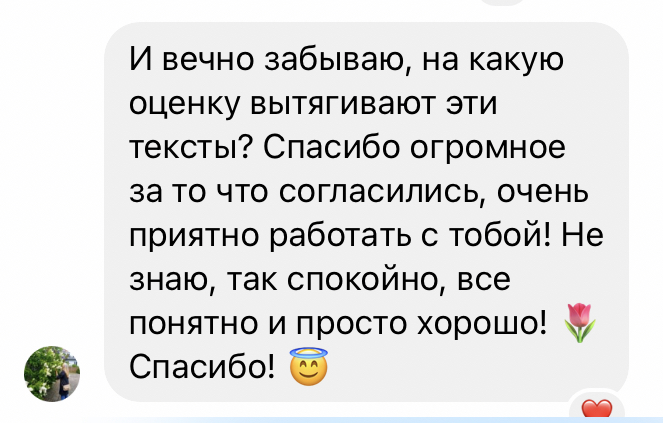 И вечно забываю, на какую
оценку вытягивают эти
тексты? Спасибо огромное
за то что согласились, очень
приятно работать с тобой! Не
знаю, так спокойно, все
понятно и просто хорошо! 🌷
Спасибо! 😇